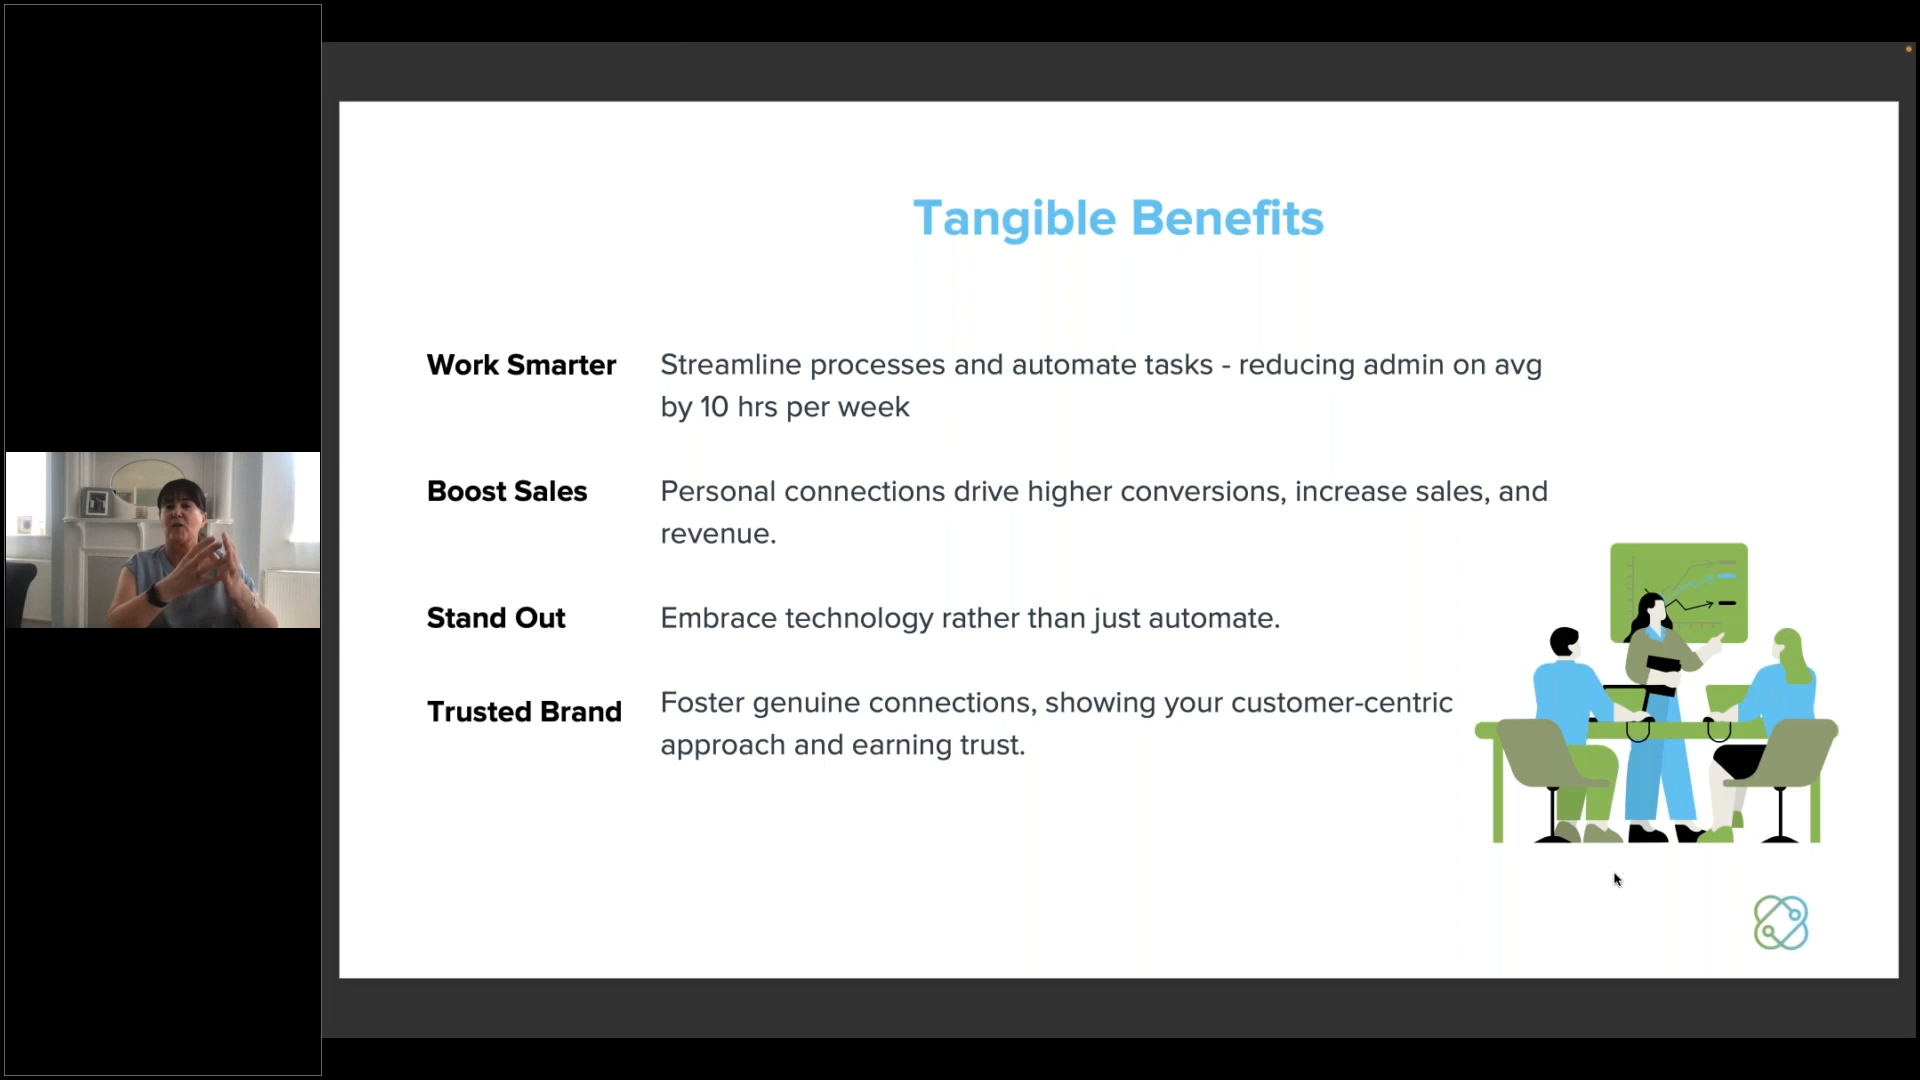 Tangible Benefits
Work Smarter
Streamline processes and automate tasks - reducing admin on avg
by 10 hrs per week
Boost Sales
Personal connections drive higher conversions, increase sales, and
revenue.
Stand Out
Embrace technology rather than just automate.
Trusted Brand
Foster genuine connections, showing your customer-centric
approach and earning trust.